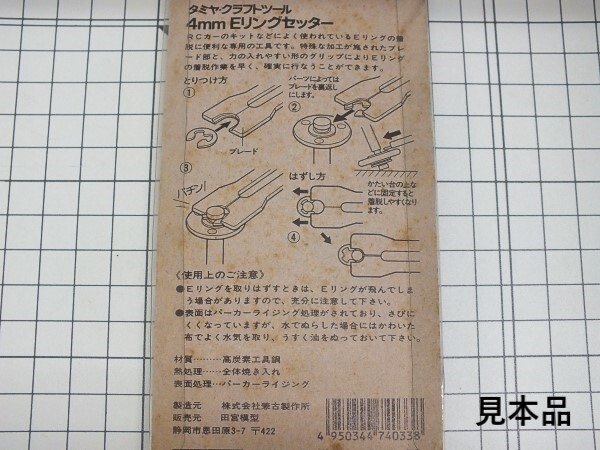 タミヤ・クラフトツール
4mm Eリングセッター
RCカーのキットなどによく使われているEリングの着
脱に便利な専用の工具です。特殊な加工が施されたブレ
ード部と、力の入れやすい形のグリップによりEリング
の着脱作業を早く、確実に行なうことができます。
とりつけ方
①
ブレード
②
パーツによっては
ブレードを裏返し
にします。
③
パチン!
はずし方
かたい台の上な
どに固定すると
着脱しやすくなり
ます。
④
《使用上のご注意》
●Eリングを取りはずすときは、Eリングが飛んでしま
う場合がありますので、充分に注意して下さい。
●表面はパーカーライジング処理がされており、さびに
くくなっていますが、水でぬらした場合にはかわいた
布でよく水気を取り、うすく油をぬっておいて下さい。
材質………高炭素工具鋼
熱処理……全体焼き入れ
表面処理…パーカーライジング
製造元 株式会社兼古製作所
販売元 田宮模型
静岡市恩田原3-7 〒422
4 950344 740338
見本品